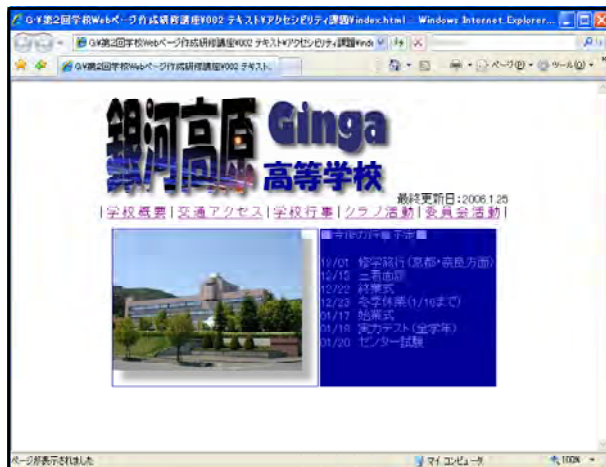 G:¥第2回学校Webページ作成研修講座¥002 テキスト¥アクセシビリティ課題¥index.html - Windows Internet Explorer...
G:¥第2回学校Webページ作成研修講座¥002 テキスト¥アクセシビリティ課題¥inde
G:¥第2回学校Webページ作成研修講座¥002 テキスト...
ページ(P)
ツール(O)
銀河高原 Ginga
高等学校
最終更新日:2006.1.25
|学校概要|交通アクセス|学校行事|クラブ活動|委員会活動|
12/01 修学旅行(京都・奈良方面)
12/15 三者面談
12/22 終業式
12/23 冬季休業(1/16まで)
01/17 始業式
01/18 実力テスト(全学年)
01/20 センター試験
ページが表示されました
マイ コンピュータ
100%